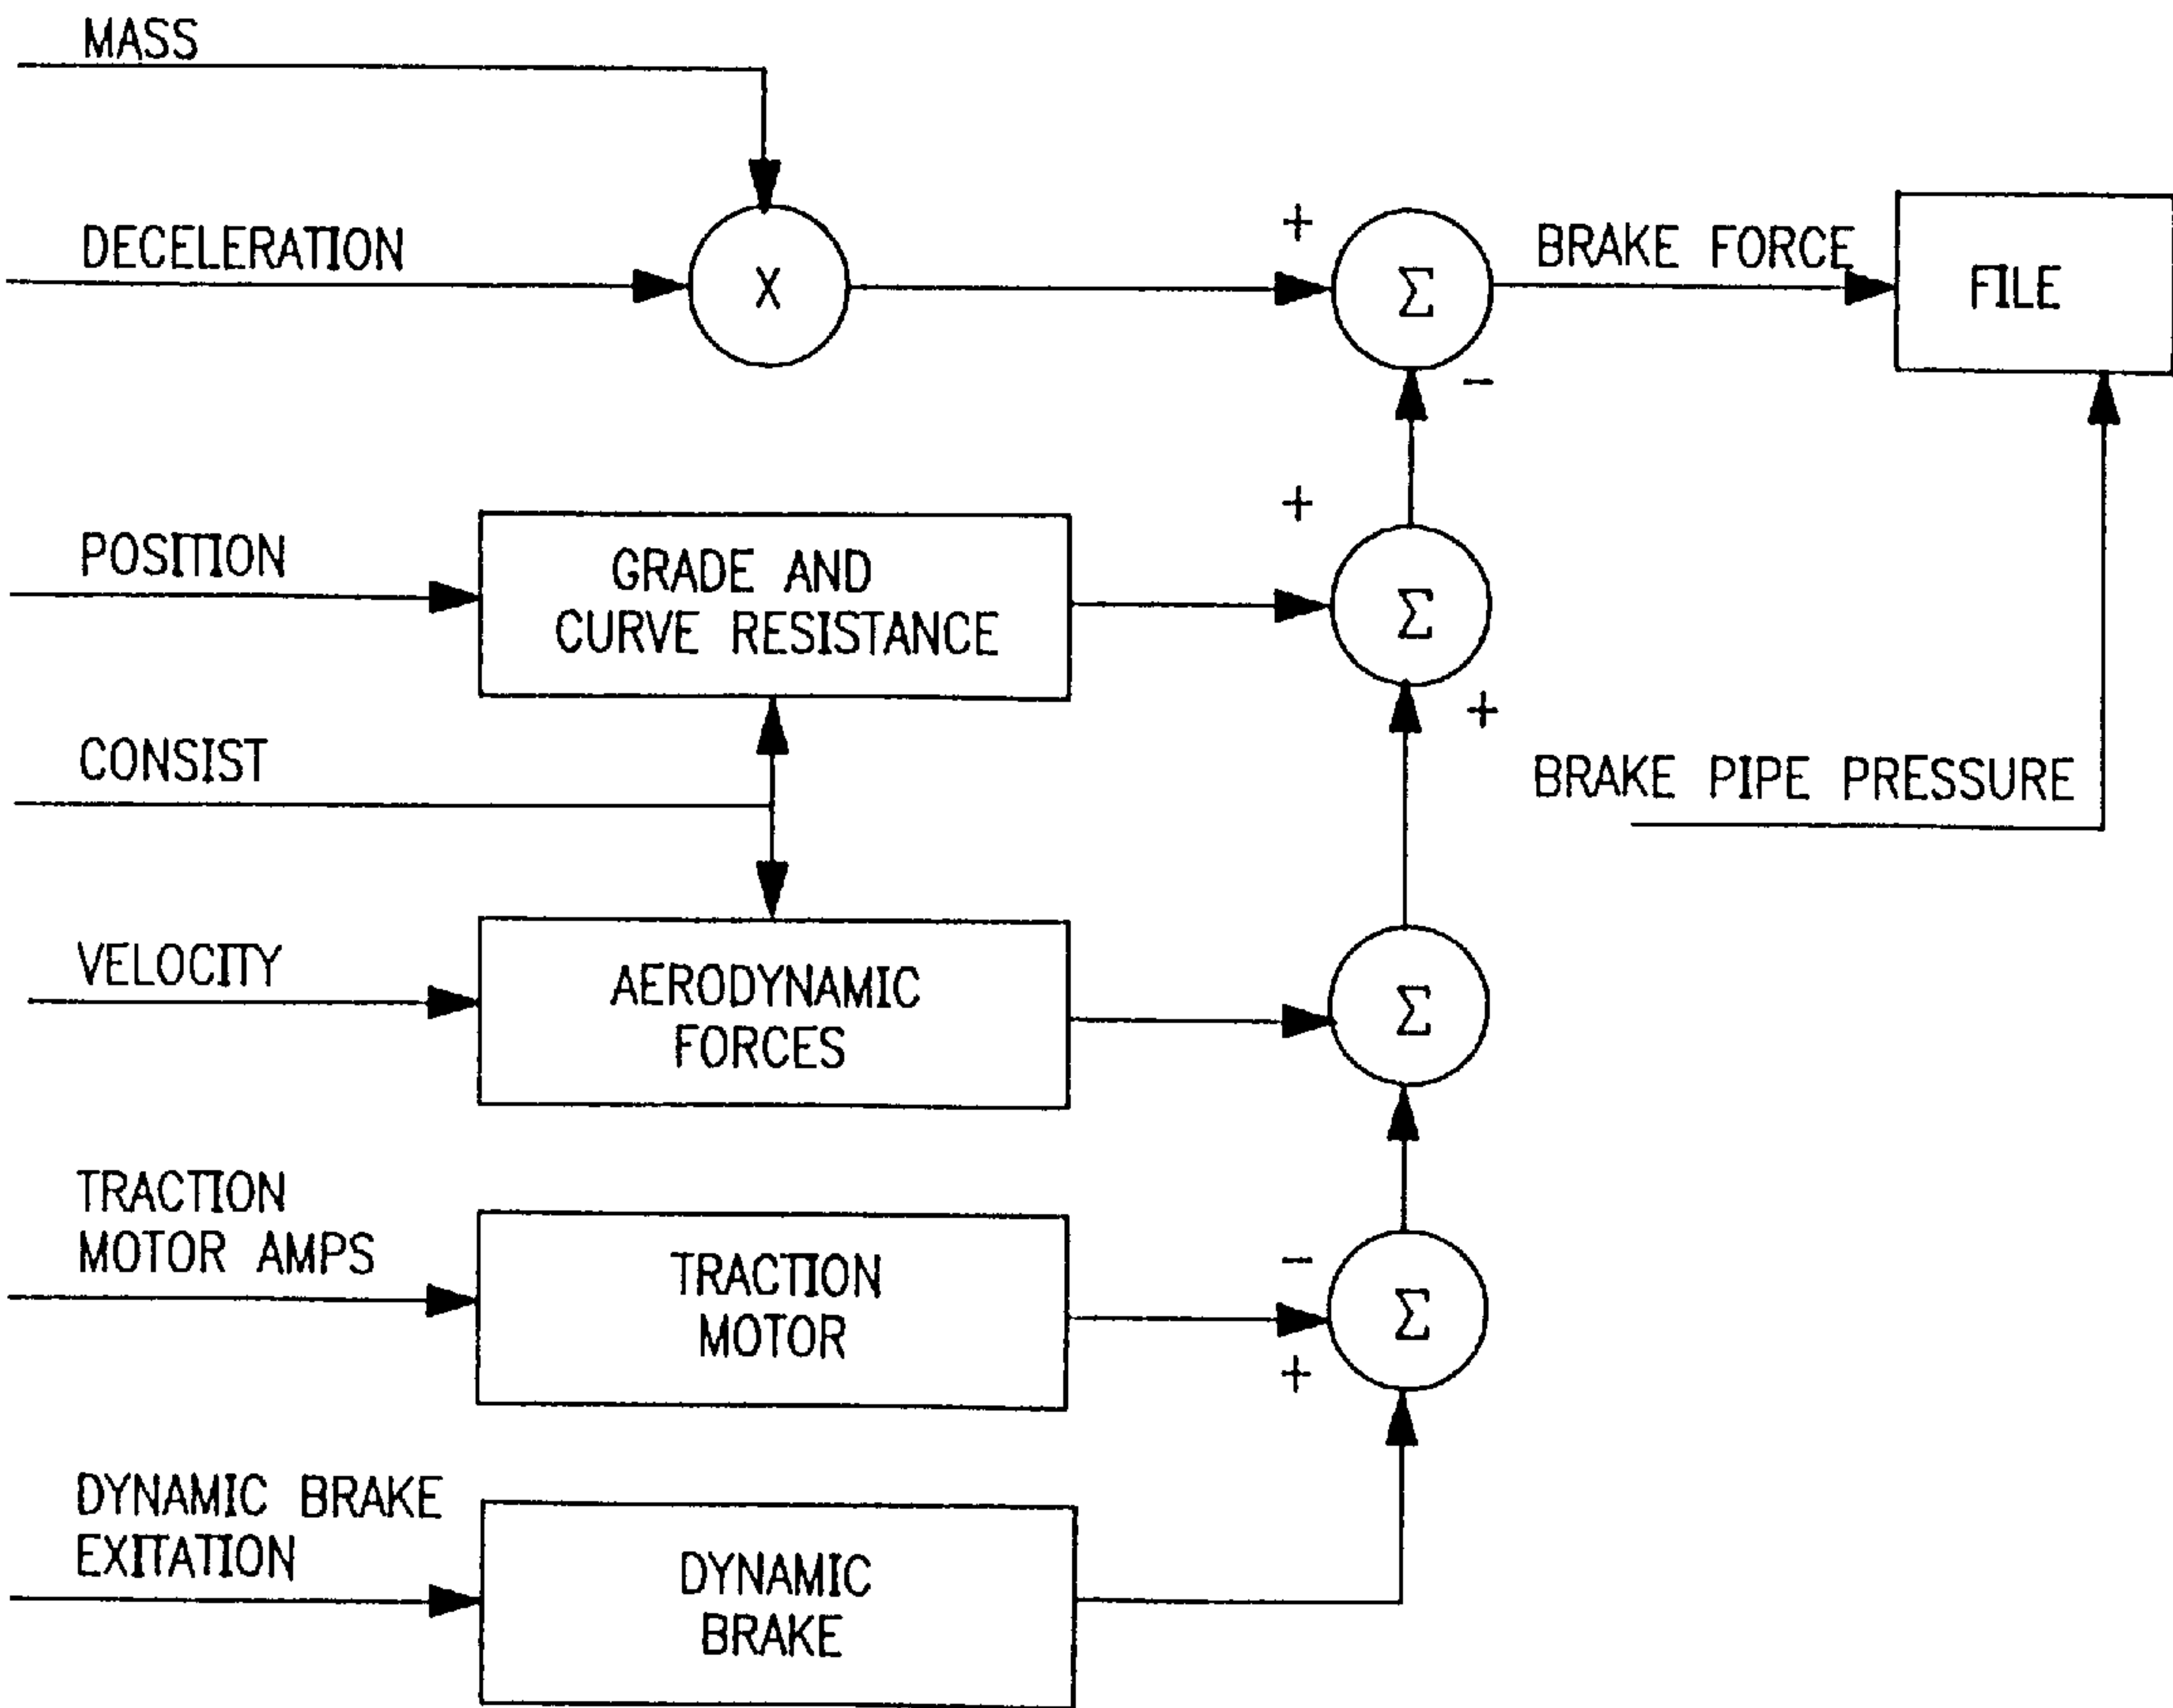 MASS
DECELERATION
X
+
Σ
-
BRAKE FORCE
FILE
POSITION
GRADE AND
CURVE RESISTANCE
+
Σ
+
CONSIST
BRAKE PIPE PRESSURE
VELOCITY
AERODYNAMIC
FORCES
Σ
TRACTION
MOTOR AMPS
TRACTION
MOTOR
-
Σ
+
DYNAMIC BRAKE
EXITATION
DYNAMIC
BRAKE